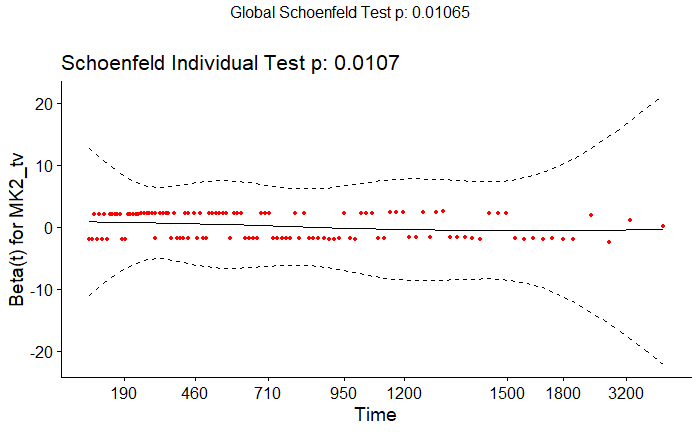 Global Schoenfeld Test p: 0.01065
Schoenfeld Individual Test p: 0.0107
Beta(t) for MK2_tv
20
10
0
-10
-20
190 460 710 950 1200 1500 1800 3200
Time